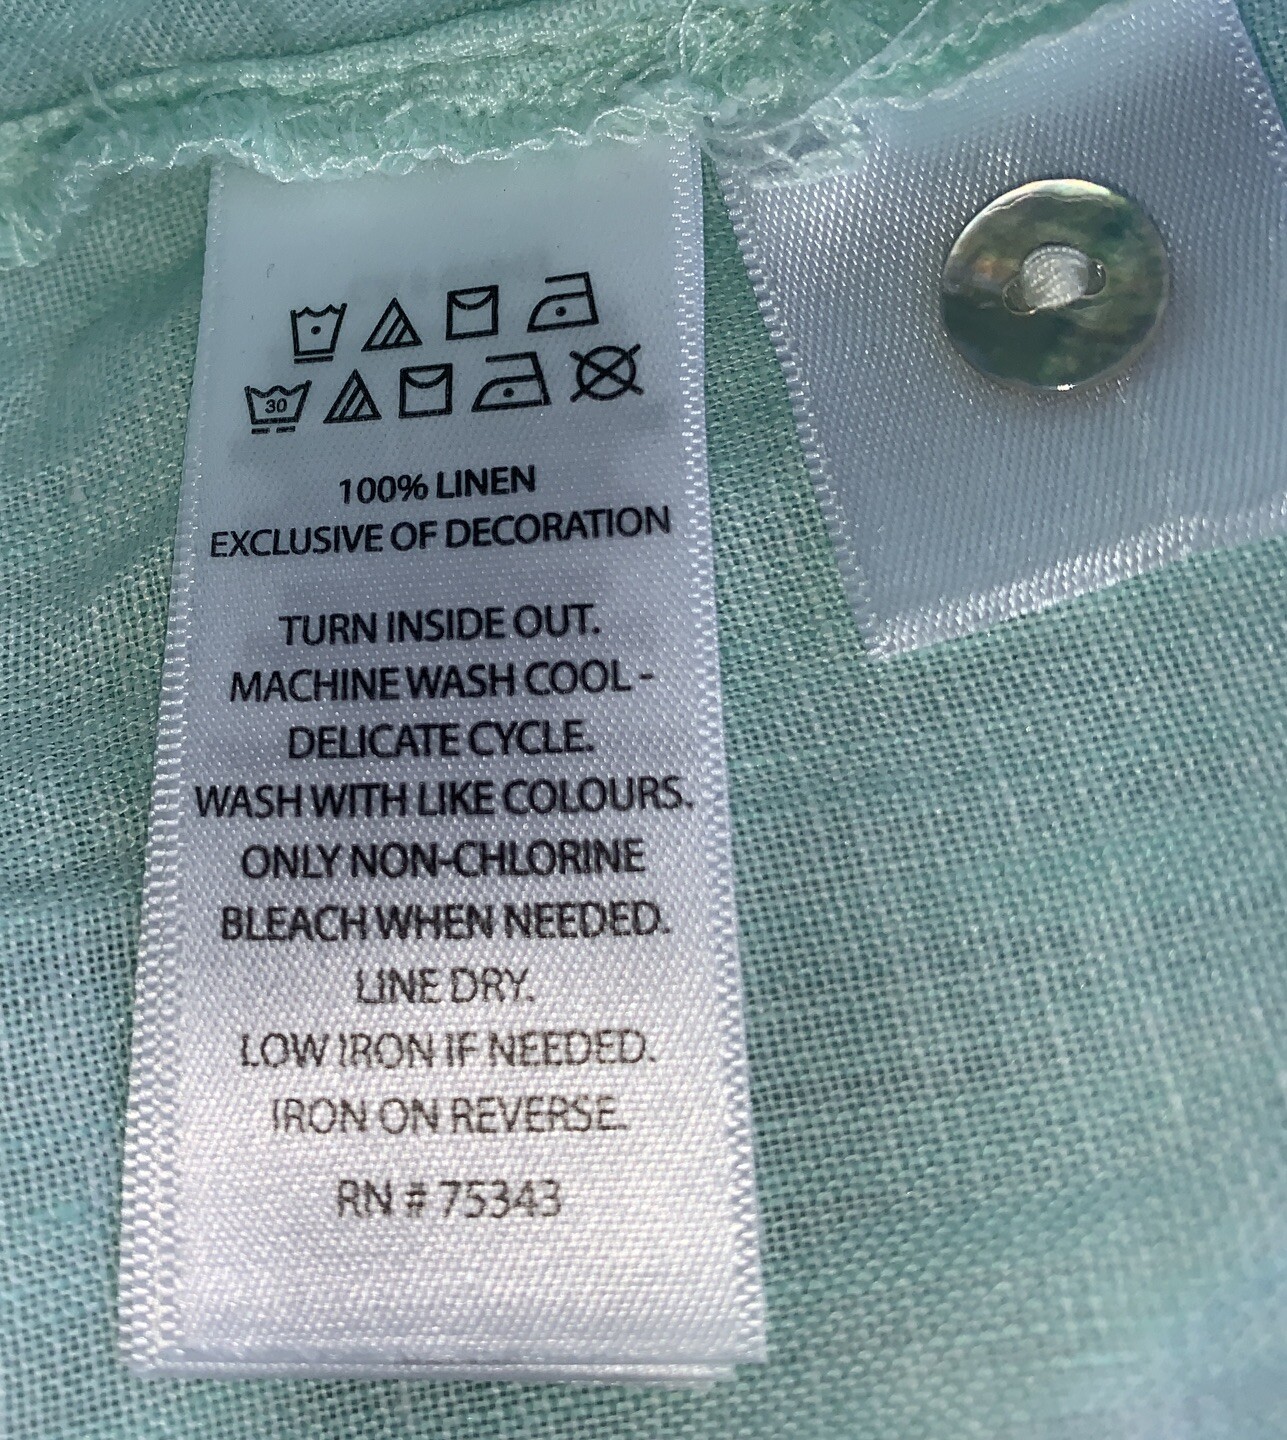 30
100% LINEN
EXCLUSIVE OF DECORATION
TURN INSIDE OUT.
MACHINE WASH COOL -
DELICATE CYCLE.
WASH WITH LIKE COLOURS.
ONLY NON-CHLORINE
BLEACH WHEN NEEDED.
LINE DRY.
LOW IRON IF NEEDED.
IRON ON REVERSE.
RN # 75343